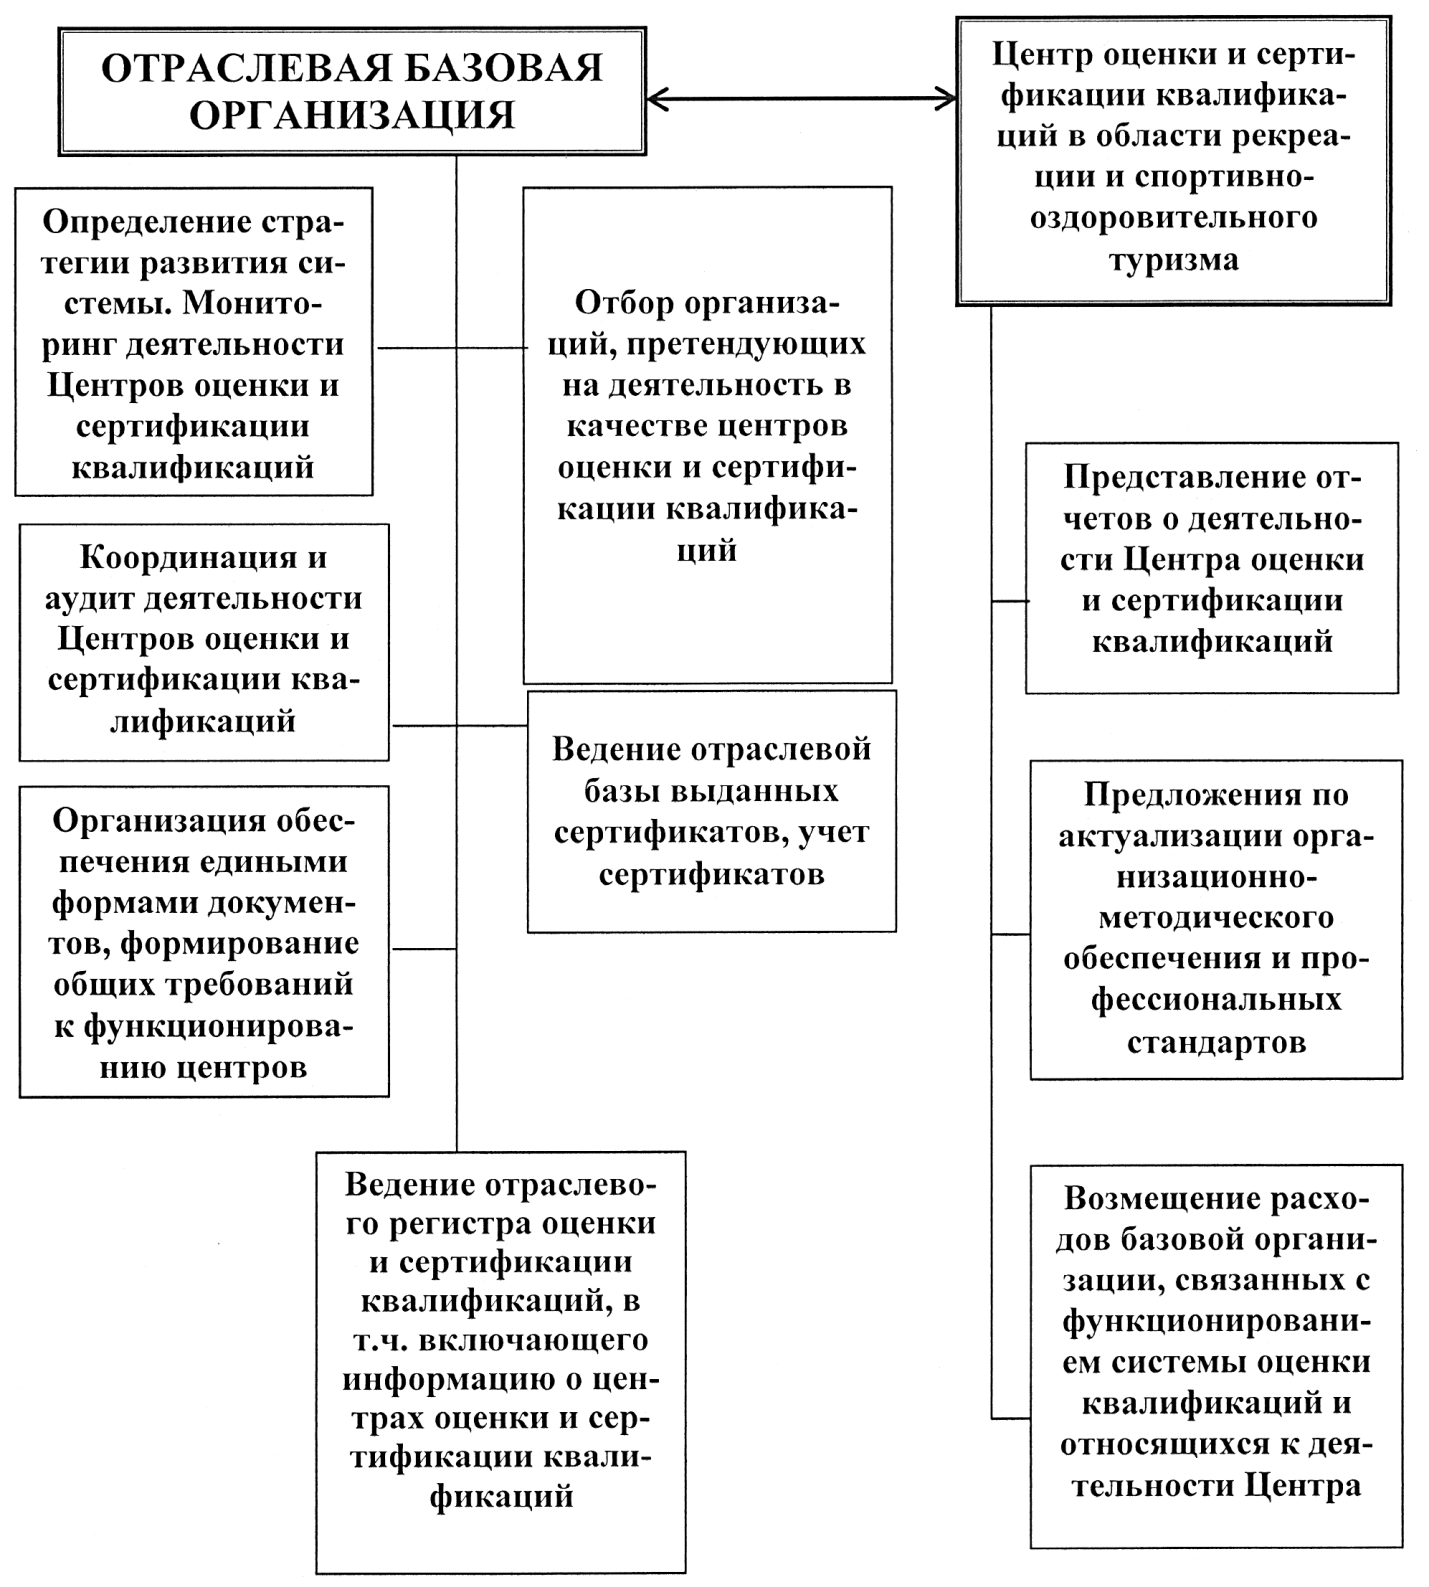 ОТРАСЛЕВАЯ БАЗОВАЯ
ОРГАНИЗАЦИЯ
Центр оценки и серти-
фикации квалифика-
ций в области рекреа-
ции и спортивно-
оздоровительного
туризма
Определение стра-
тегии развития си-
стемы. Монито-
ринг деятельности
Центров оценки и
сертификации
квалификаций
Отбор организа-
ций, претендующих
на деятельность в
качестве центров
оценки и сертифи-
кации квалифика-
ций
Координация и
аудит деятельности
Центров оценки и
сертификации ква-
лификаций
Ведение отраслевой
базы выданных
сертификатов, учет
сертификатов
Организация обес-
печения едиными
формами докумен-
тов, формирование
общих требований
к функционирова-
нию центров
Ведение отраслево-
го регистра оценки
и сертификации
квалификаций, в
т.ч. включающего
информацию о цен-
трах оценки и сер-
тификации квали-
фикаций
Представление от-
четов о деятельно-
сти Центра оценки
и сертификации
квалификаций
Предложения по
актуализации орга-
низационно-
методического
обеспечения и про-
фессиональных
стандартов
Возмещение расхо-
дов базовой органи-
зации, связанных с
функционировани-
ем системы оценки
квалификаций и
относящихся к дея-
тельности Центра